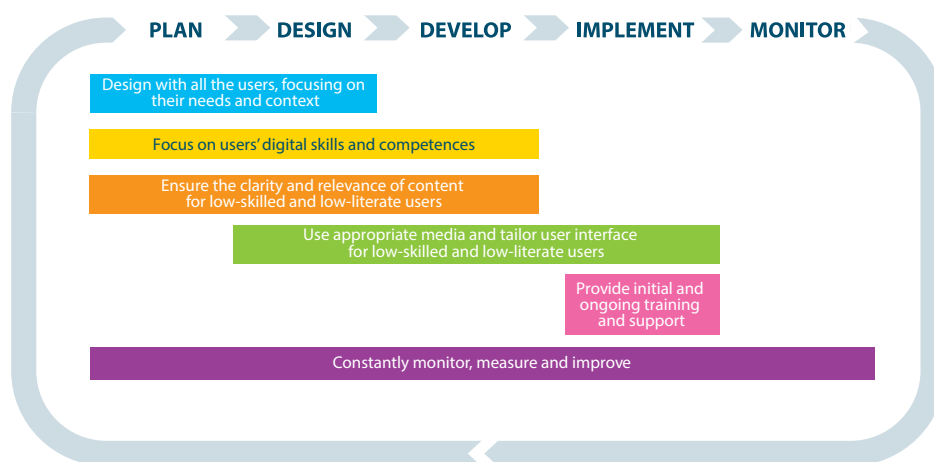 PLAN DESIGN DEVELOP IMPLEMENT MONITOR
Design with all the users, focusing on
their needs and context
Focus on users’ digital skills and competences
Ensure the clarity and relevance of content
for low-skilled and low-literate users
Use appropriate media and tailor user interface
for low-skilled and low-literate users
Provide initial and
ongoing training
and support
Constantly monitor, measure and improve